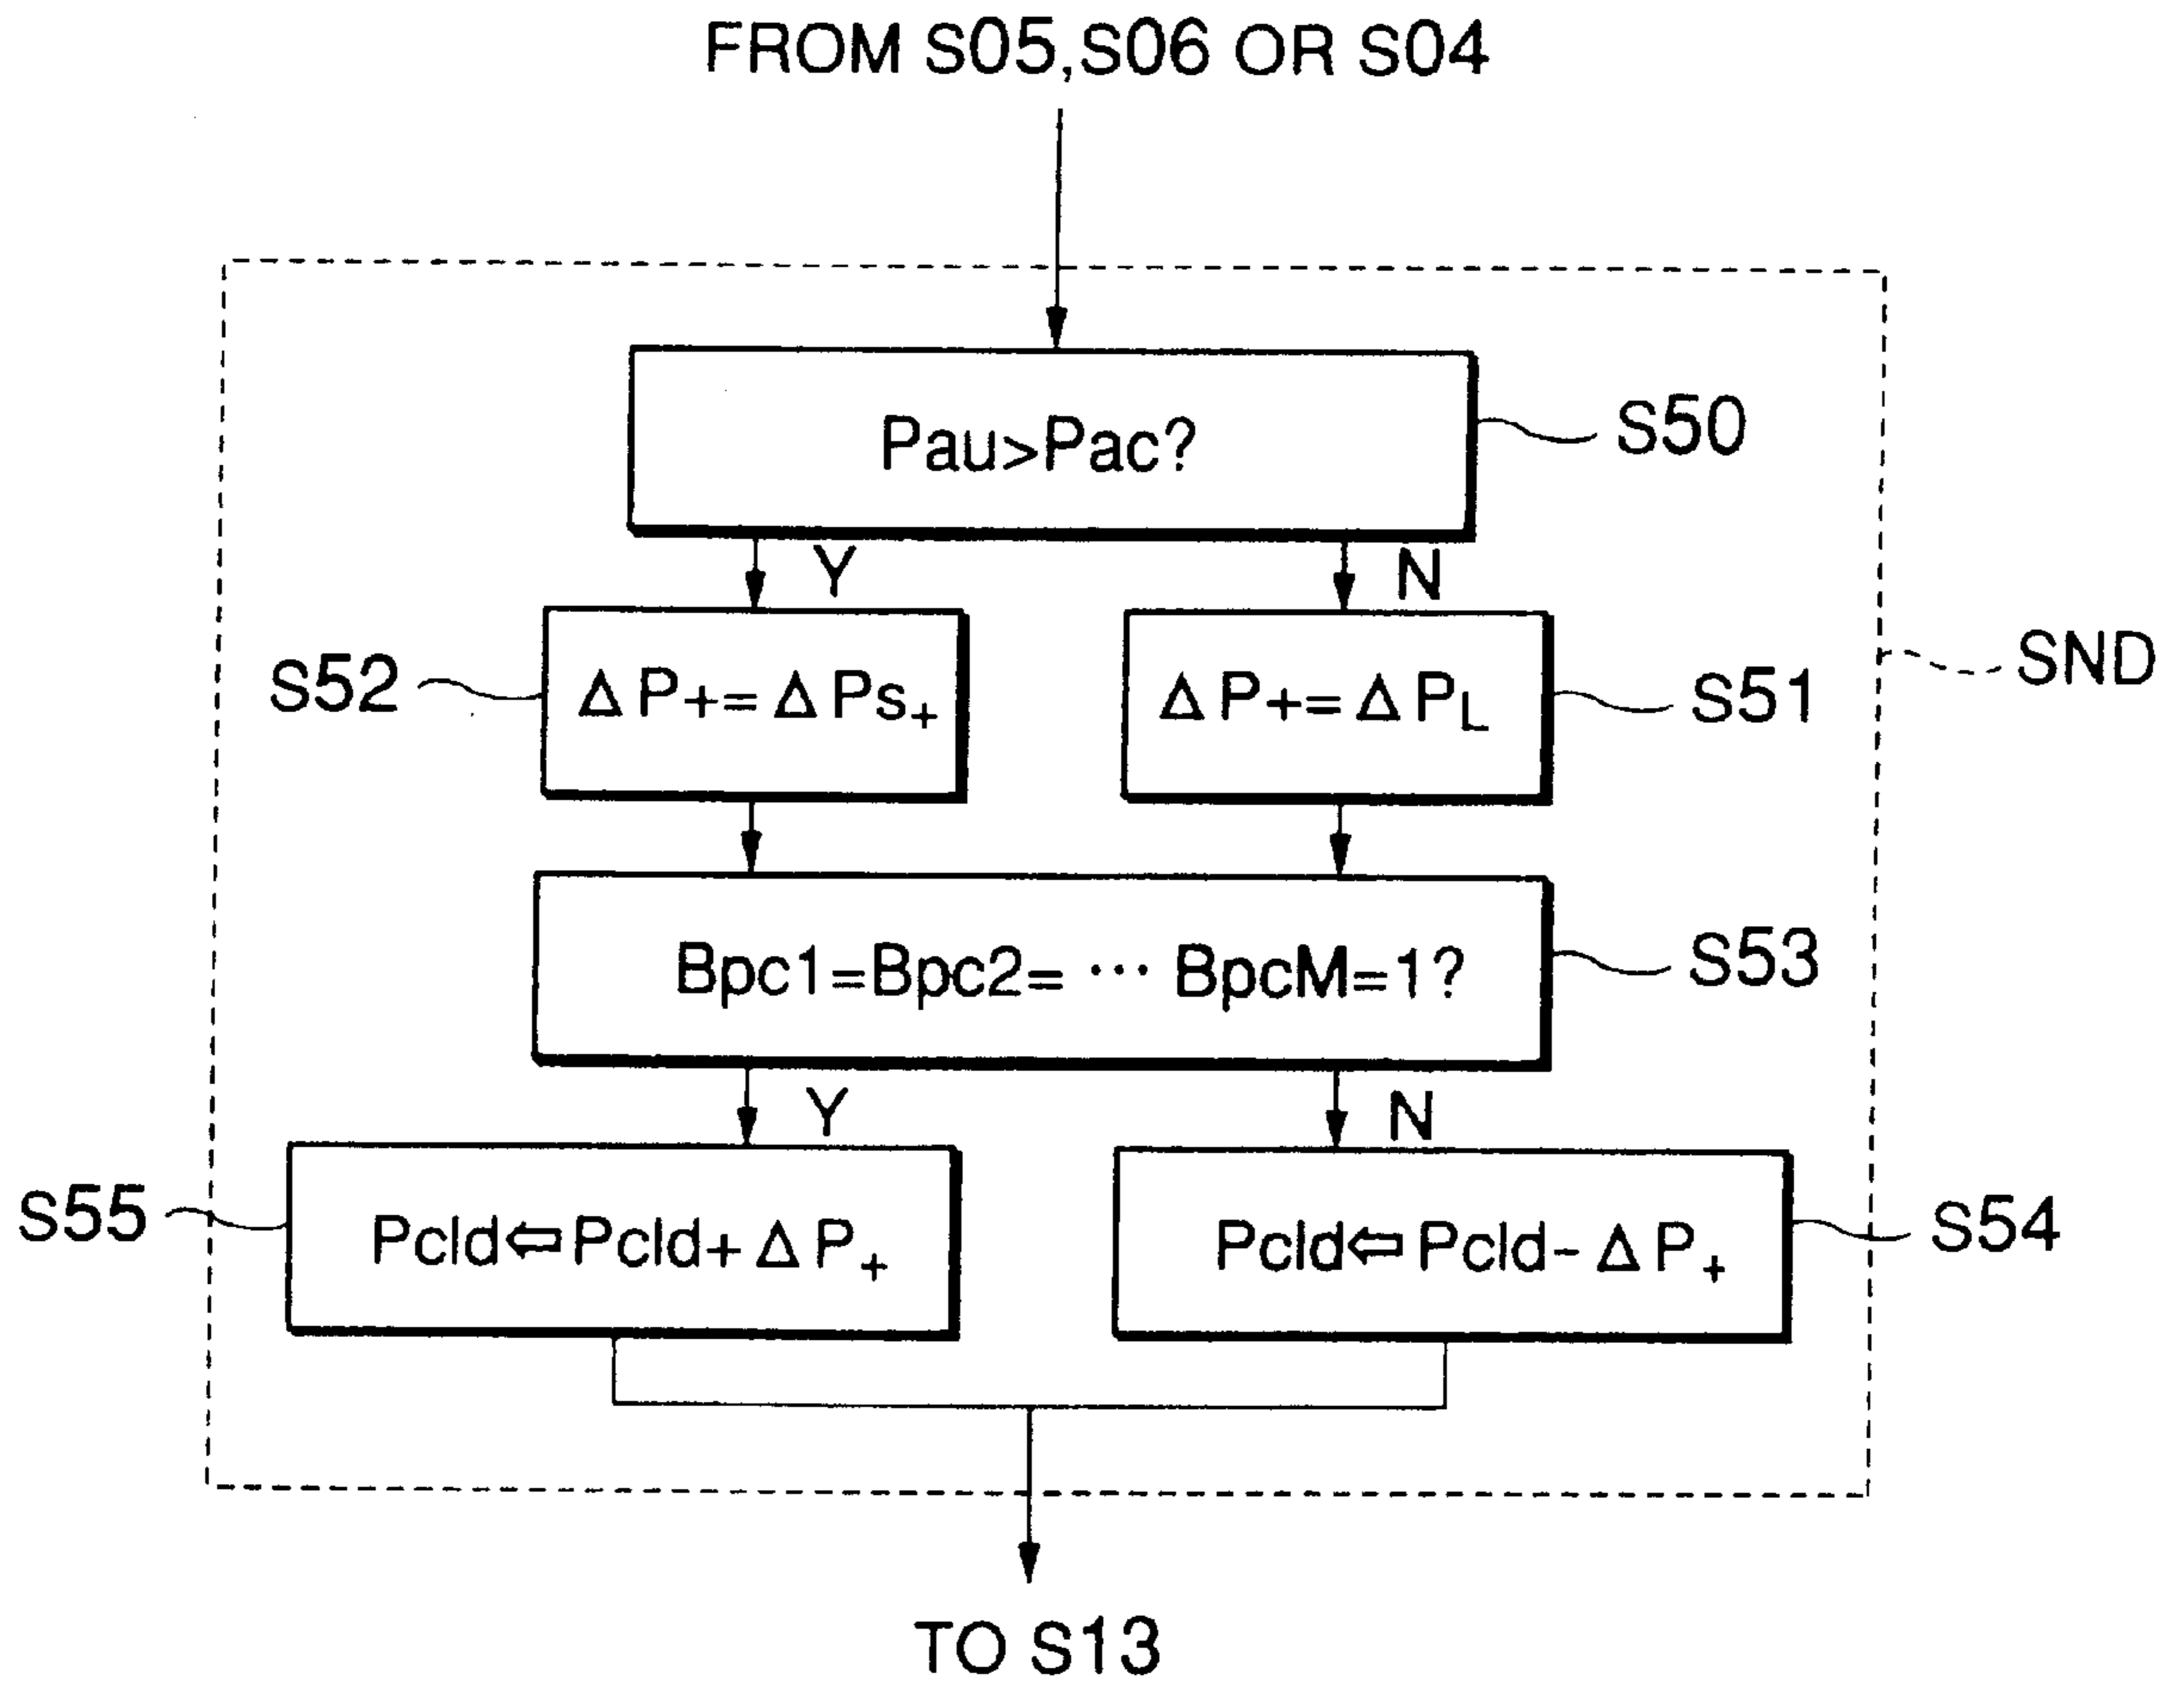 FROM S05,S06 OR S04
Pau>Pac?
S50
Y
N
S52
ΔP+=ΔPs+
ΔP+=ΔPL
S51
SND
Bpc1=Bpc2= ··· BpcM=1?
S53
Y
N
S55
Pcld⇦Pcld+ΔP+
Pcld⇦Pcld-ΔP+
S54
TO S13